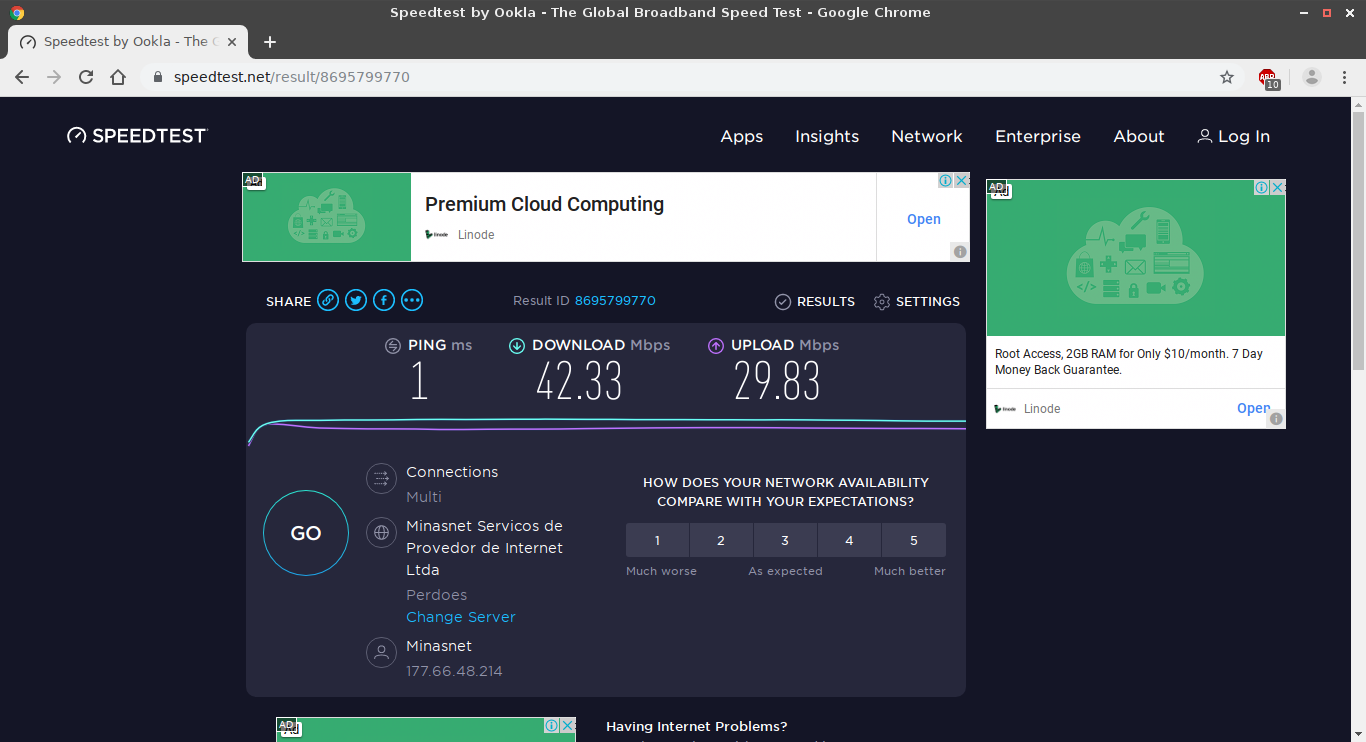 Speedtest by Ookla - The Global Broadband Speed Test - Google Chrome
Speedtest by Ookla - The
speedtest.net/result/8695799770
ABP
10
SPEEDTEST
Apps Insights Network Enterprise About Log In
AD
Premium Cloud Computing
Linode
Open
AD
Root Access, 2GB RAM for Only $10/month. 7 Day
Money Back Guarantee.
Linode
Open
SHARE
Result ID 8695799770
RESULTS SETTINGS
PING ms DOWNLOAD Mbps UPLOAD Mbps
1 42.33 29.83
GO
Connections
Multi
Minasnet Servicos de
Provedor de Internet
Ltda
Perdoes
Change Server
Minasnet
177.66.48.214
HOW DOES YOUR NETWORK AVAILABILITY
COMPARE WITH YOUR EXPECTATIONS?
1 2 3 4 5
Much worse As expected Much better
AD
Ad
Having Internet Problems?